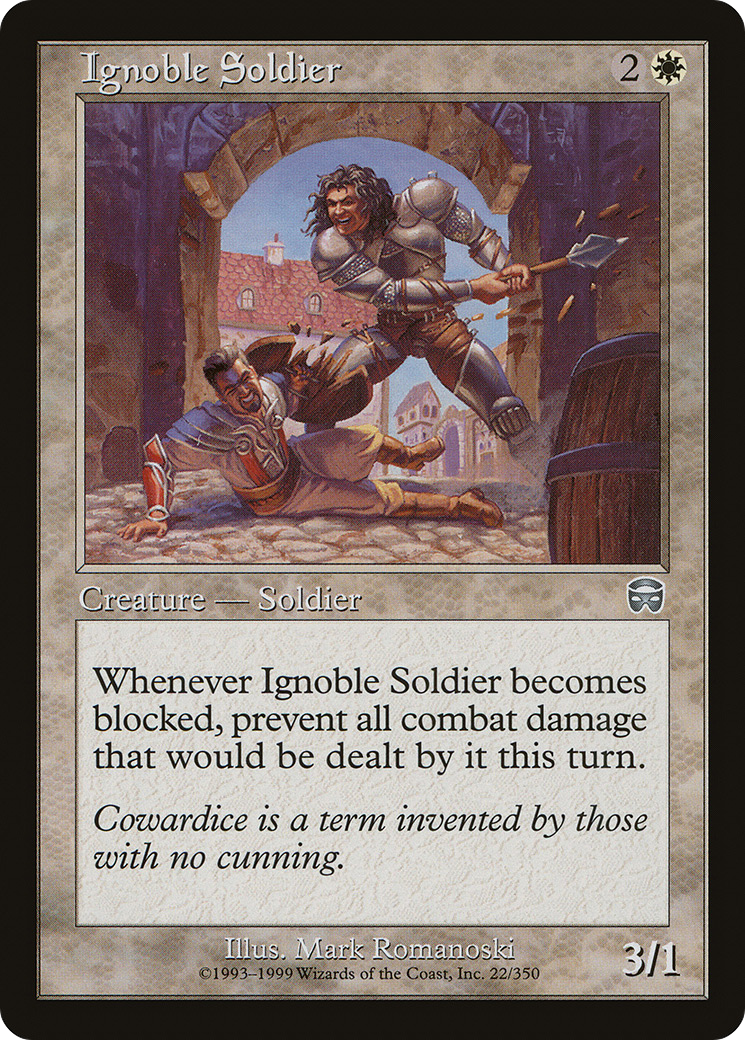 Ignoble Soldier 2
Creature — Soldier
Whenever Ignoble Soldier becomes
blocked, prevent all combat damage
that would be dealt by it this turn.
Cowardice is a term invented by those
with no cunning.
Illus. Mark Romanoski
©1993–1999 Wizards of the Coast, Inc. 22/350
3/1